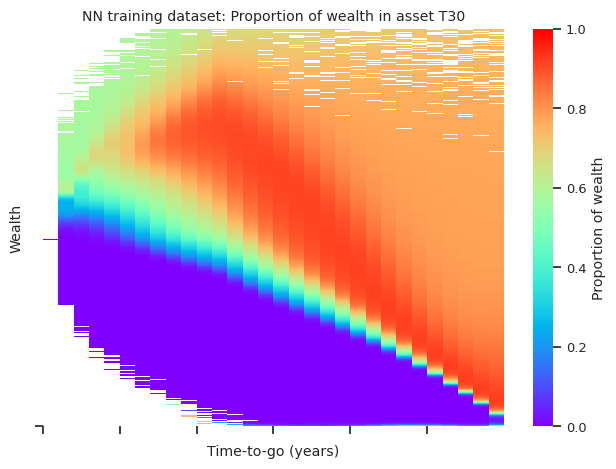 NN training dataset: Proportion of wealth in asset T30
Wealth
Time-to-go (years)
1.0
0.8
0.6
0.4
0.2
0.0
Proportion of wealth